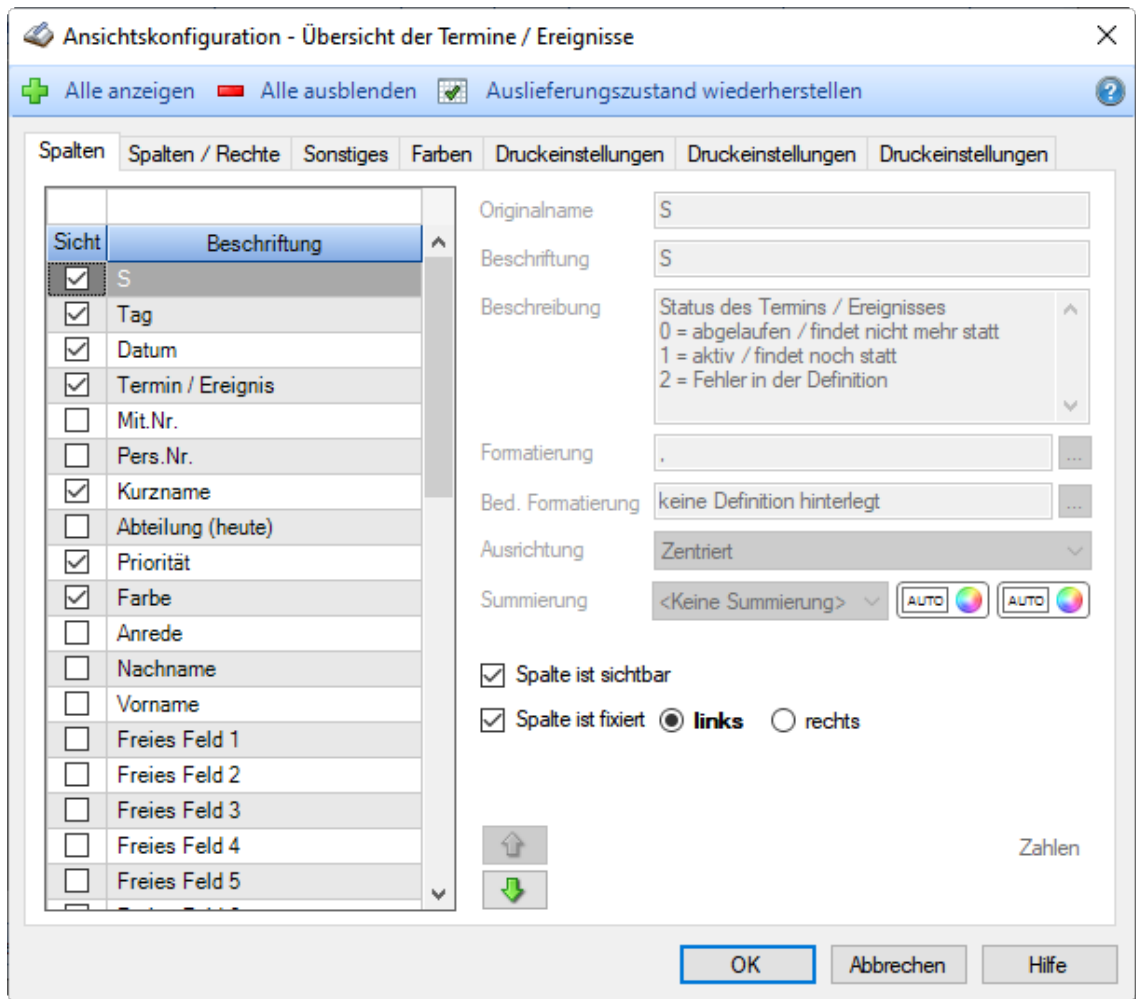 Ansichtskonfiguration - Übersicht der Termine / Ereignisse
Alle anzeigen Alle ausblenden Auslieferungszustand wiederherstellen
Spalten Spalten / Rechte Sonstiges Farben Druckeinstellungen Druckeinstellungen Druckeinstellungen
Sicht Beschriftung
S
Tag
Datum
Termin / Ereignis
Mit.Nr.
Pers.Nr.
Kurzname
Abteilung (heute)
Priorität
Farbe
Anrede
Nachname
Vorname
Freies Feld 1
Freies Feld 2
Freies Feld 3
Freies Feld 4
Freies Feld 5
Originalname S
Beschriftung S
Beschreibung Status des Termins / Ereignisses
0 = abgelaufen / findet nicht mehr statt
1 = aktiv / findet noch statt
2 = Fehler in der Definition
Formatierung , ...
Bed. Formatierung keine Definition hinterlegt ...
Ausrichtung Zentriert
Summierung <Keine Summierung> AUTO AUTO
Spalte ist sichtbar
Spalte ist fixiert links rechts
Zahlen
OK Abbrechen Hilfe